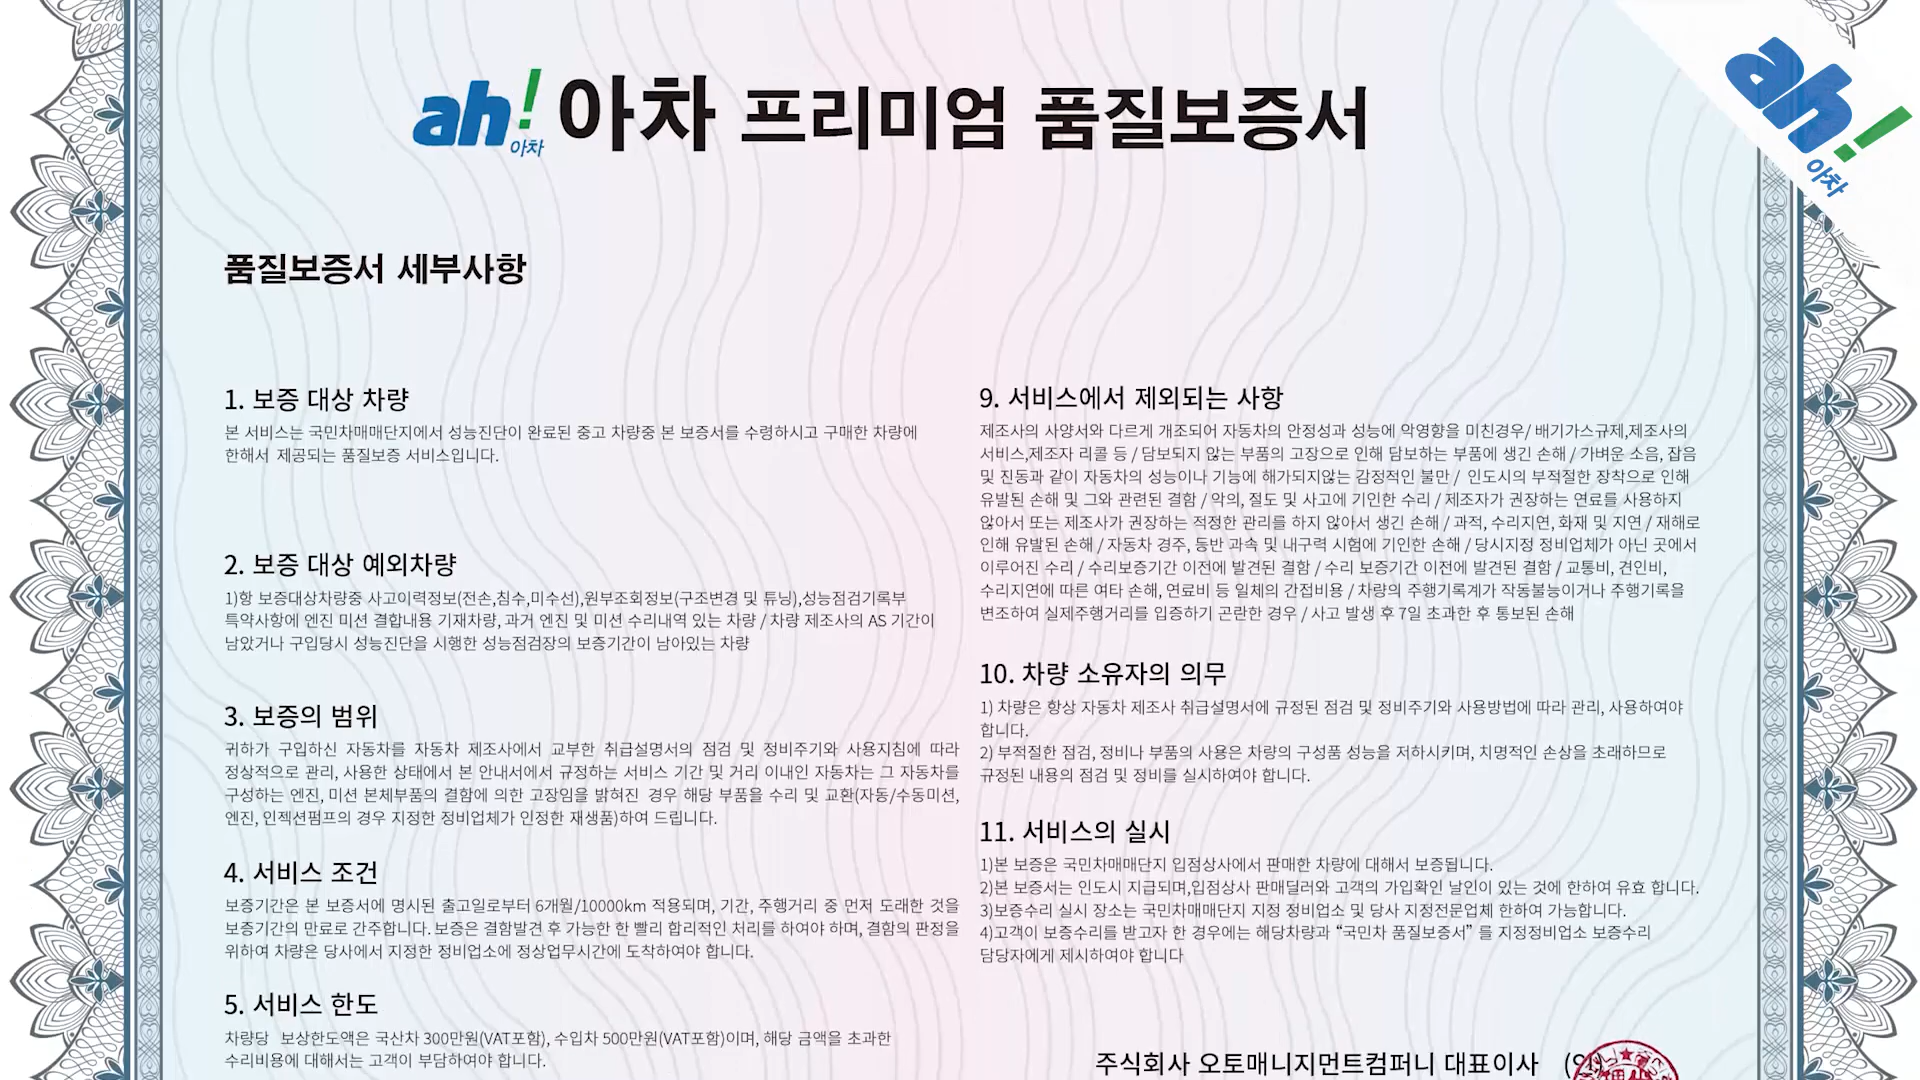 ah! 아차 아차 프리미엄 품질보증서
ah! 아차
품질보증서 세부사항
1. 보증 대상 차량
본 서비스는 국민차매매단지에서 성능진단이 완료된 중고 차량중 본 보증서를 수령하시고 구매한 차량에
한해서 제공되는 품질보증 서비스입니다.
2. 보증 대상 예외차량
1)항 보증대상차량중 사고이력정보(전손,침수,미수선),원부조회정보(구조변경 및 튜닝),성능점검기록부
특약사항에 엔진 미션 결합내용 기재차량, 과거 엔진 및 미션 수리내역 있는 차량 / 차량 제조사의 AS 기간이
남았거나 구입당시 성능진단을 시행한 성능점검장의 보증기간이 남아있는 차량
3. 보증의 범위
귀하가 구입하신 자동차를 자동차 제조사에서 교부한 취급설명서의 점검 및 정비주기와 사용지침에 따라
정상적으로 관리, 사용한 상태에서 본 안내서에서 규정하는 서비스 기간 및 거리 이내인 자동차는 그 자동차를
구성하는 엔진, 미션 본체부품의 결함에 의한 고장임을 밝혀진 경우 해당 부품을 수리 및 교환(자동/수동미션,
엔진, 인젝션펌프의 경우 지정한 정비업체가 인정한 재생품)하여 드립니다.
4. 서비스 조건
보증기간은 본 보증서에 명시된 출고일로부터 6개월/10000km 적용되며, 기간, 주행거리 중 먼저 도래한 것을
보증기간의 만료로 간주합니다. 보증은 결함발견 후 가능한 한 빨리 합리적인 처리를 하여야 하며, 결함의 판정을
위하여 차량은 당사에서 지정한 정비업소에 정상업무시간에 도착하여야 합니다.
5. 서비스 한도
차량당 보상한도액은 국산차 300만원(VAT포함), 수입차 500만원(VAT포함)이며, 해당 금액을 초과한
수리비용에 대해서는 고객이 부담하여야 합니다.
9. 서비스에서 제외되는 사항
제조사의 사양서와 다르게 개조되어 자동차의 안정성과 성능에 악영향을 미친경우/ 배기가스규제,제조사의
서비스,제조자 리콜 등 / 담보되지 않는 부품의 고장으로 인해 담보하는 부품에 생긴 손해 / 가벼운 소음, 잡음
및 진동과 같이 자동차의 성능이나 기능에 해가되지않는 감정적인 불만 / 인도시의 부적절한 장착으로 인해
유발된 손해 및 그와 관련된 결함 / 악의, 절도 및 사고에 기인한 수리 / 제조자가 권장하는 연료를 사용하지
않아서 또는 제조사가 권장하는 적정한 관리를 하지 않아서 생긴 손해 / 과적, 수리지연, 화재 및 지연 / 재해로
인해 유발된 손해 / 자동차 경주, 등반 과속 및 내구력 시험에 기인한 손해 / 당시지정 정비업체가 아닌 곳에서
이루어진 수리 / 수리보증기간 이전에 발견된 결함 / 수리 보증기간 이전에 발견된 결함 / 교통비, 견인비,
수리지연에 따른 여타 손해, 연료비 등 일체의 간접비용 / 차량의 주행기록계가 작동불능이거나 주행기록을
변조하여 실제주행거리를 입증하기 곤란한 경우 / 사고 발생 후 7일 초과한 후 통보된 손해
10. 차량 소유자의 의무
1) 차량은 항상 자동차 제조사 취급설명서에 규정된 점검 및 정비주기와 사용방법에 따라 관리, 사용하여야
합니다.
2) 부적절한 점검, 정비나 부품의 사용은 차량의 구성품 성능을 저하시키며, 치명적인 손상을 초래하므로
규정된 내용의 점검 및 정비를 실시하여야 합니다.
11. 서비스의 실시
1)본 보증은 국민차매매단지 입점상사에서 판매한 차량에 대해서 보증됩니다.
2)본 보증서는 인도시 지급되며,입점상사 판매딜러와 고객의 가입확인 날인이 있는 것에 한하여 유효 합니다.
3)보증수리 실시 장소는 국민차매매단지 지정 정비업소 및 당사 지정전문업체 한하여 가능합니다.
4)고객이 보증수리를 받고자 한 경우에는 해당차량과 “국민차 품질보증서” 를 지정정비업소 보증수리
담당자에게 제시하여야 합니다
주식회사 오토매니지먼트컴퍼니 대표이사